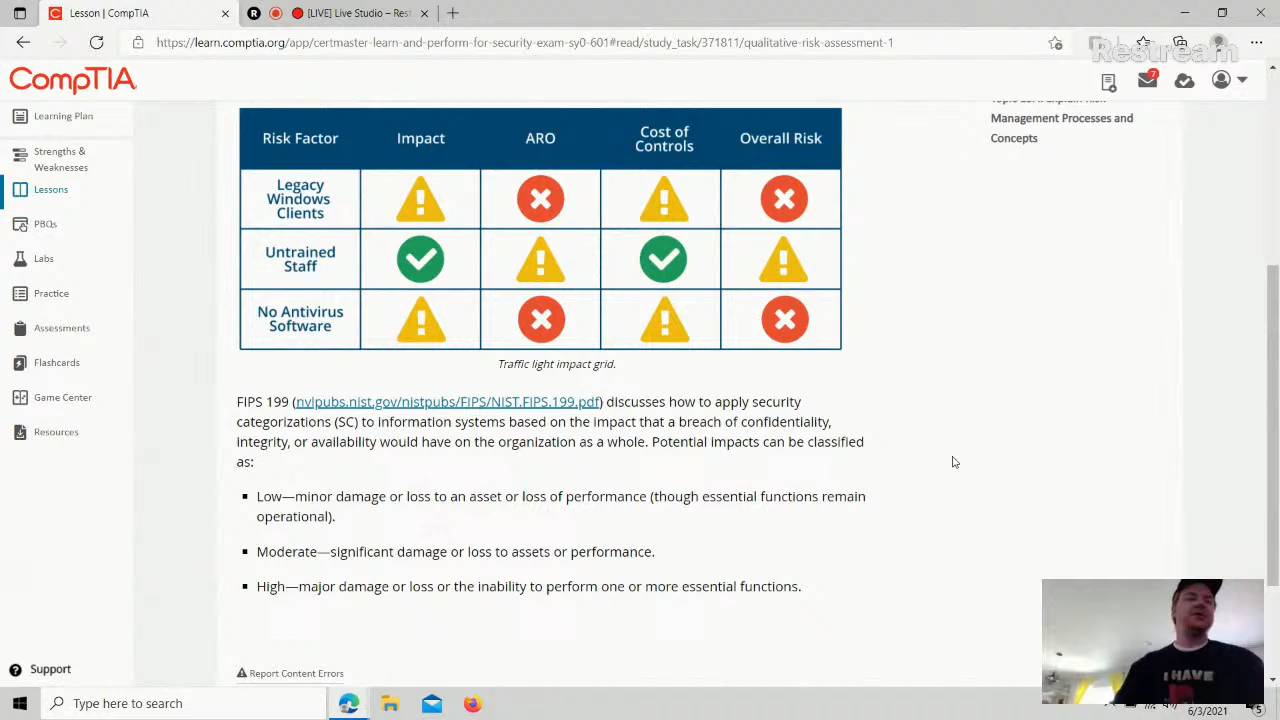 Lesson | CompTIA
[LIVE] Live Studio – Rest
https://learn.comptia.org/app/certmaster-learn-and-perform-for-security-exam-sy0-601#read/study_task/371811/qualitative-risk-assessment-1
Restream
CompTIA.
7
Learning Plan
Strengths &
Weaknesses
Lessons
PBQs
Labs
Practice
Assessments
Flashcards
Game Center
Resources
Support
Management Processes and
Concepts
Risk Factor Impact ARO Cost of Controls Overall Risk
Legacy
Windows
Clients
Untrained
Staff
No Antivirus
Software
Traffic light impact grid.
FIPS 199 (nvlpubs.nist.gov/nistpubs/FIPS/NIST.FIPS.199.pdf) discusses how to apply security
categorizations (SC) to information systems based on the impact that a breach of confidentiality,
integrity, or availability would have on the organization as a whole. Potential impacts can be classified
as:
Low—minor damage or loss to an asset or loss of performance (though essential functions remain
operational).
Moderate—significant damage or loss to assets or performance.
High—major damage or loss or the inability to perform one or more essential functions.
Report Content Errors
I HAVE
Type here to search
6/3/2021
5